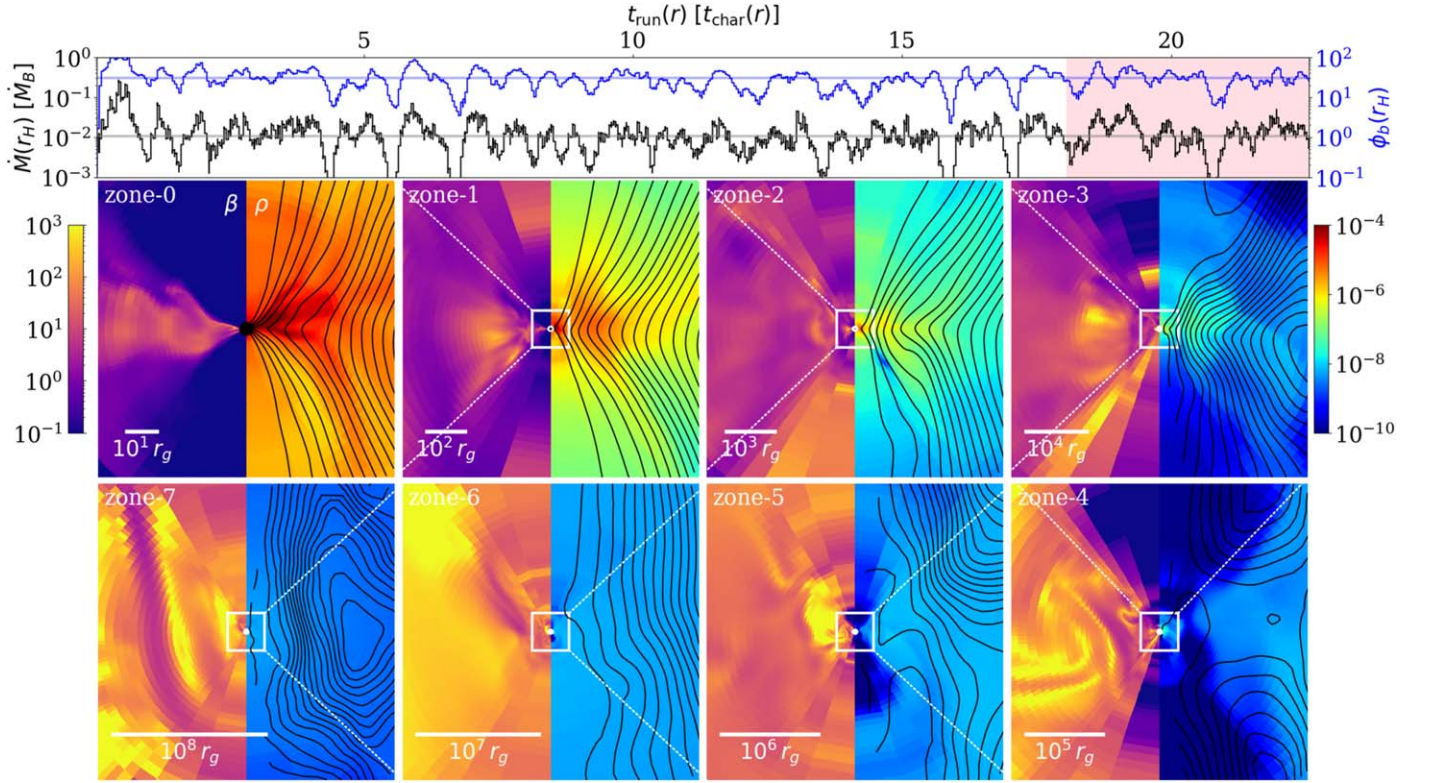 t_run(r) [t_char(r)]
5 10 15 20
Ṁ(r_H) [Ṁ_B]
10^0
10^-1
10^-2
10^-3
10^2
10^1
10^0
10^-1
ϕ_b(r_H)
zone-0 β ρ
zone-1
zone-2
zone-3
10^3
10^2
10^1
10^0
10^-1
10^-4
10^-6
10^-8
10^-10
10^1 r_g
10^2 r_g
10^3 r_g
10^4 r_g
zone-7
zone-6
zone-5
zone-4
10^8 r_g
10^7 r_g
10^6 r_g
10^5 r_g